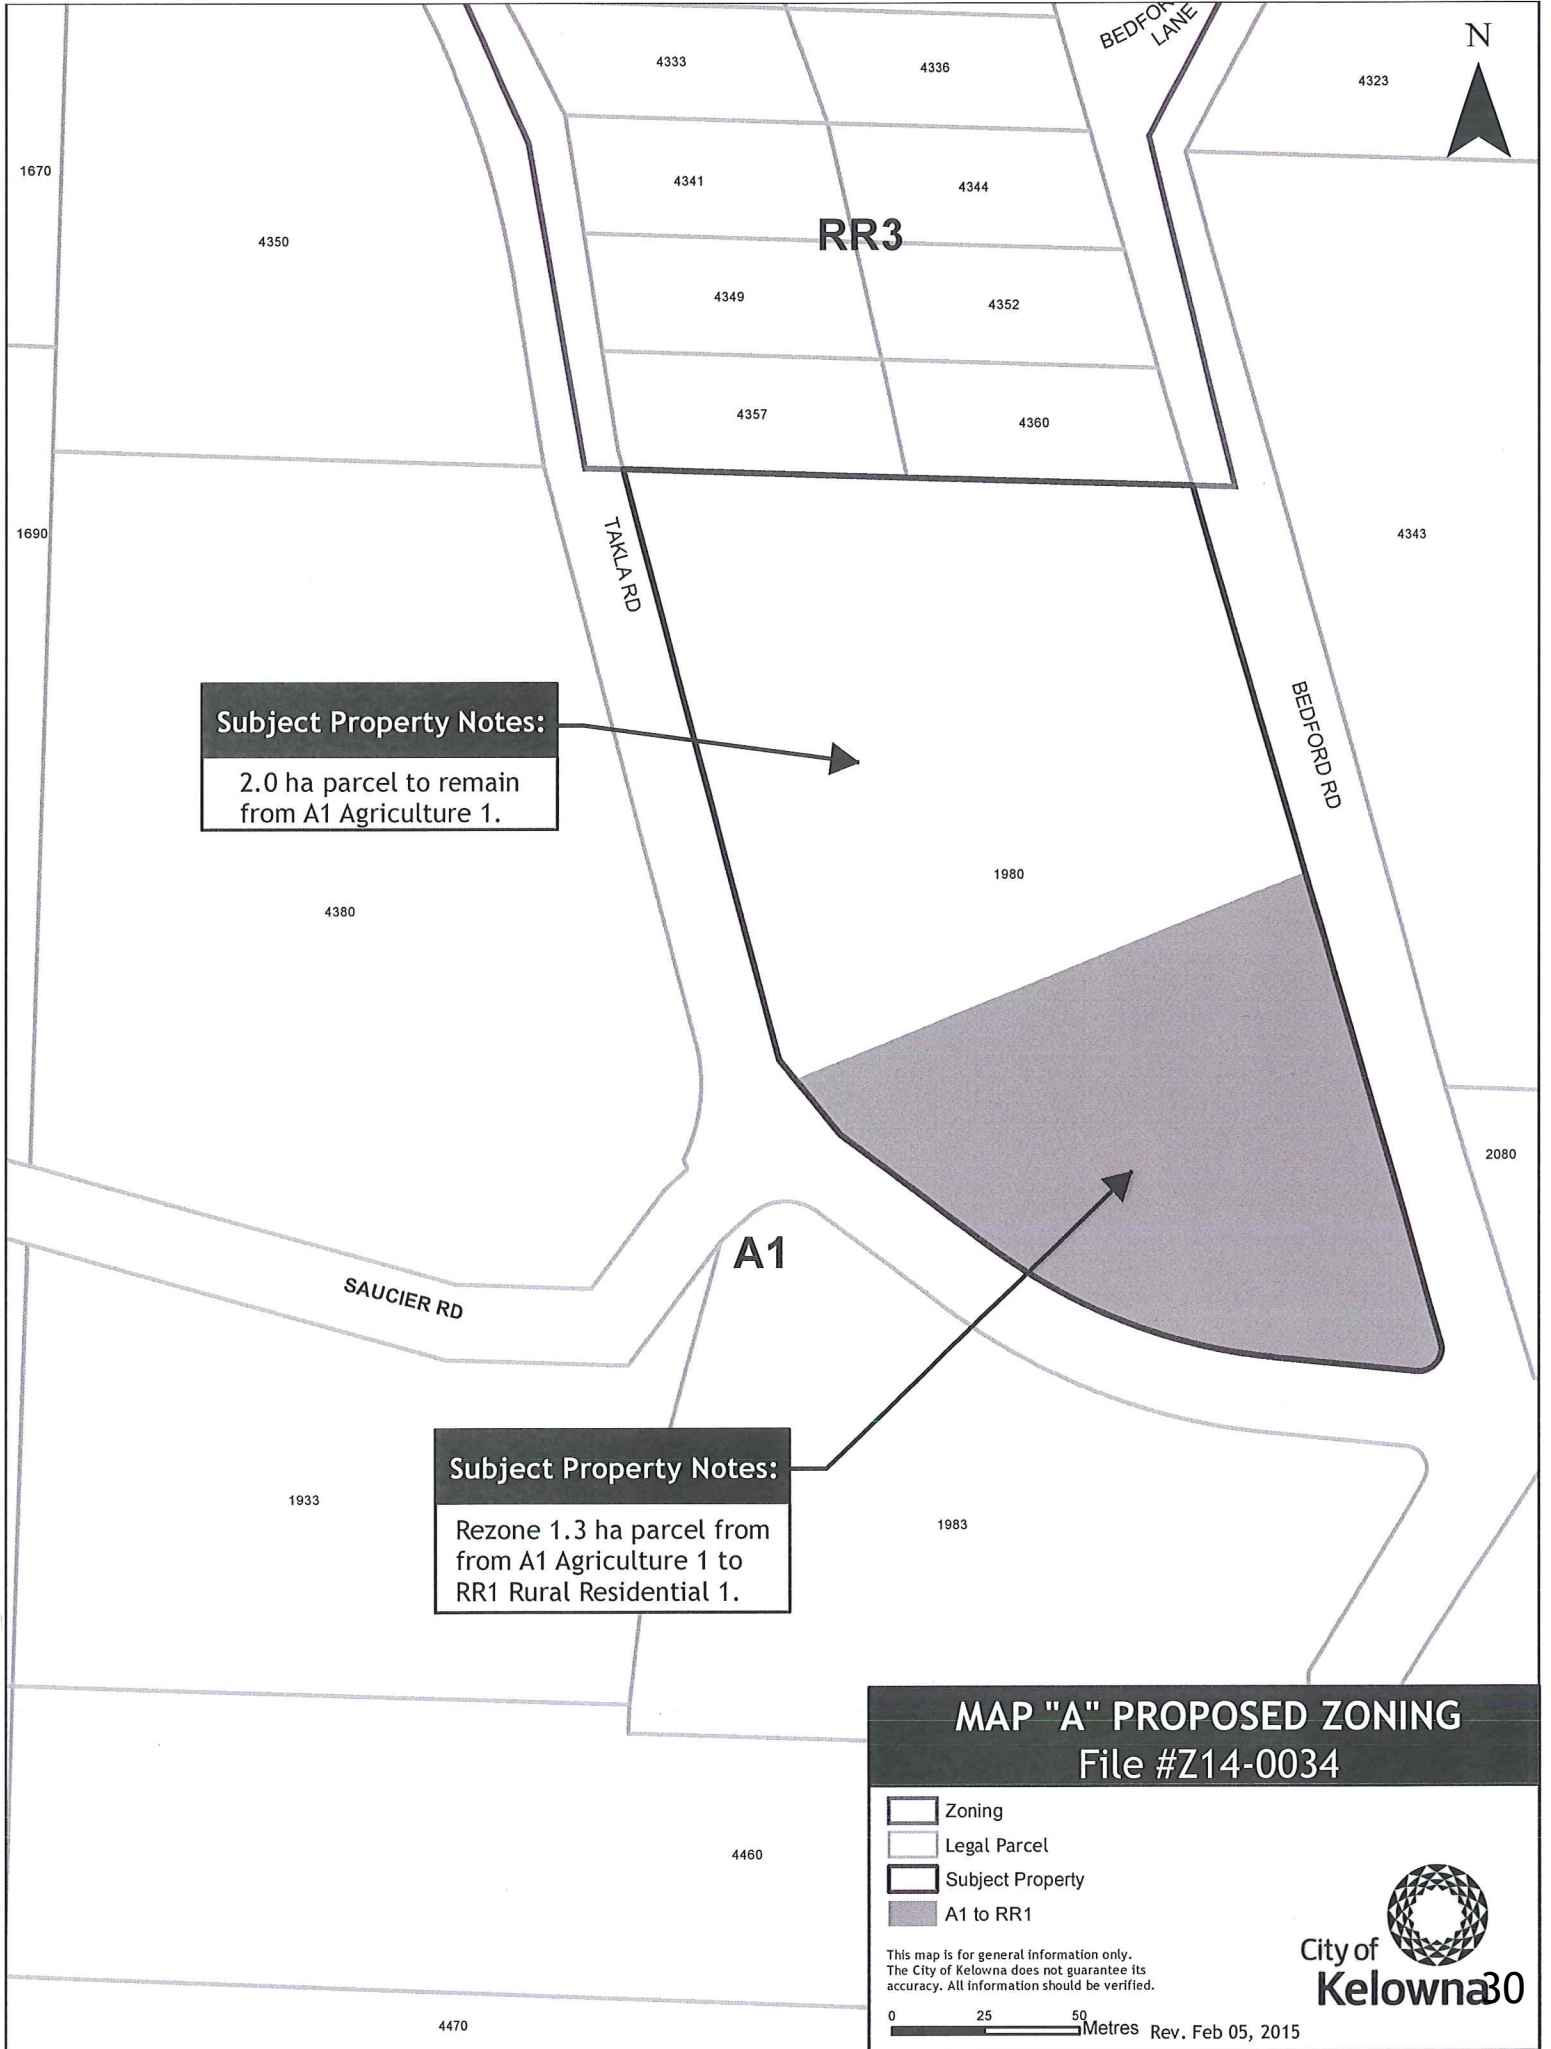 BEDFOR
LANE
N
4333
4336
4323
1670
4341
4344
4350
RR3
4349
4352
4357
4360
1690
4343
TAKLA RD
BEDFORD RD
Subject Property Notes:
2.0 ha parcel to remain
from A1 Agriculture 1.
1980
4380
2080
A1
SAUCIER RD
Subject Property Notes:
Rezone 1.3 ha parcel from
from A1 Agriculture 1 to
RR1 Rural Residential 1.
1933
1983
MAP "A" PROPOSED ZONING
File #Z14-0034
Zoning
Legal Parcel
Subject Property
A1 to RR1
This map is for general information only.
The City of Kelowna does not guarantee its
accuracy. All information should be verified.
City of
Kelowna
30
0 25 50
Metres
Rev. Feb 05, 2015
4460
4470